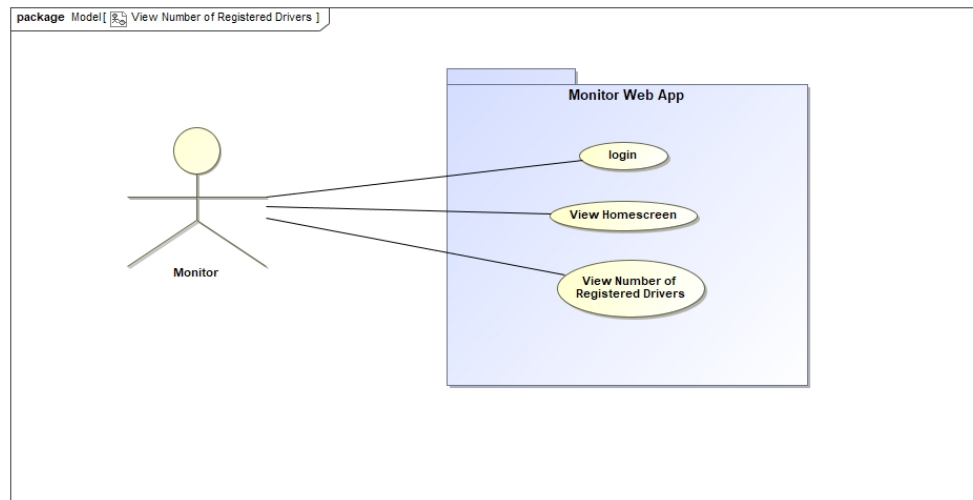 package Model[ View Number of Registered Drivers ]
Monitor Web App
login
View Homescreen
View Number of
Registered Drivers
Monitor